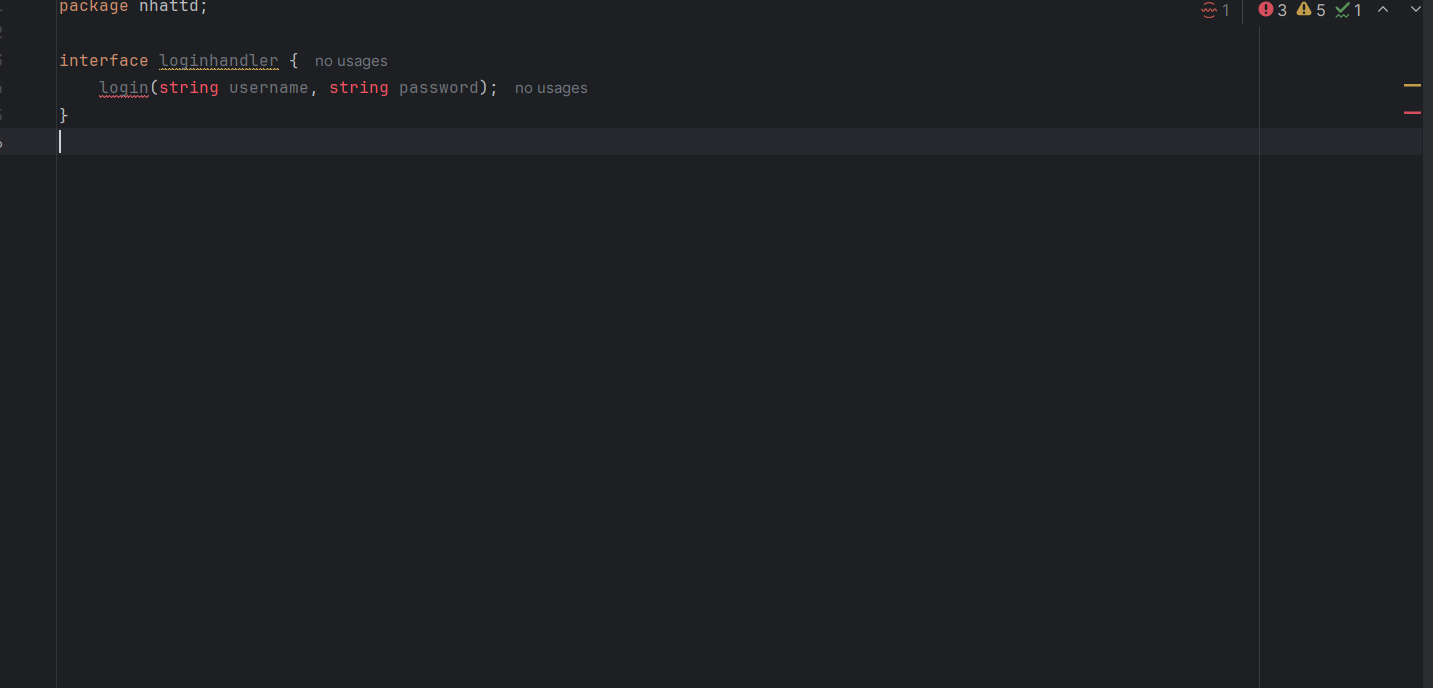 1 3 5 1
package nhattd;
interface loginhandler { no usages
login(string username, string password); no usages
}